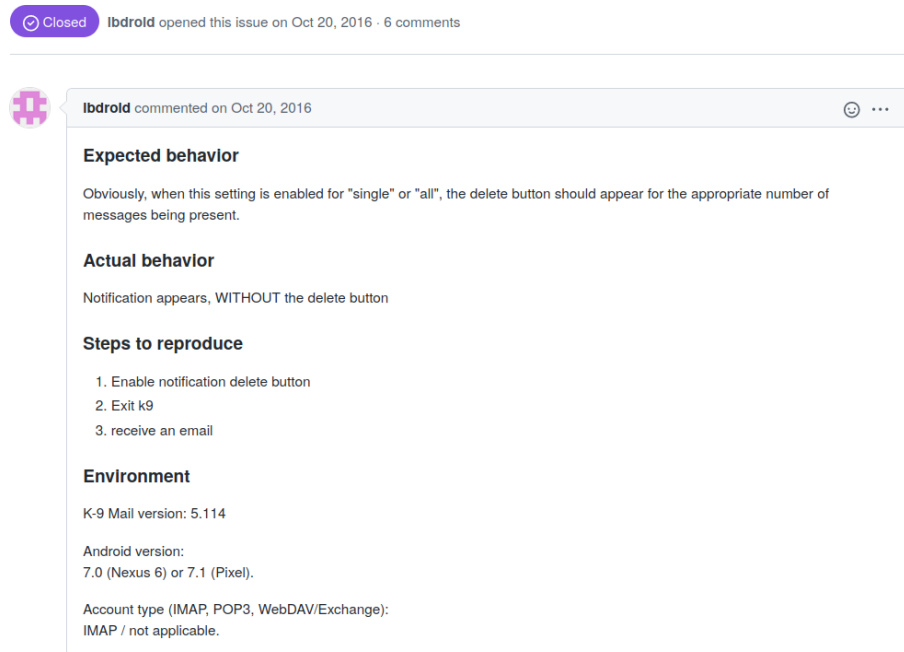 Closed lbdroid opened this issue on Oct 20, 2016 · 6 comments
lbdroid commented on Oct 20, 2016
Expected behavior
Obviously, when this setting is enabled for "single" or "all", the delete button should appear for the appropriate number of
messages being present.
Actual behavior
Notification appears, WITHOUT the delete button
Steps to reproduce
1. Enable notification delete button
2. Exit k9
3. receive an email
Environment
K-9 Mail version: 5.114
Android version:
7.0 (Nexus 6) or 7.1 (Pixel).
Account type (IMAP, POP3, WebDAV/Exchange):
IMAP / not applicable.